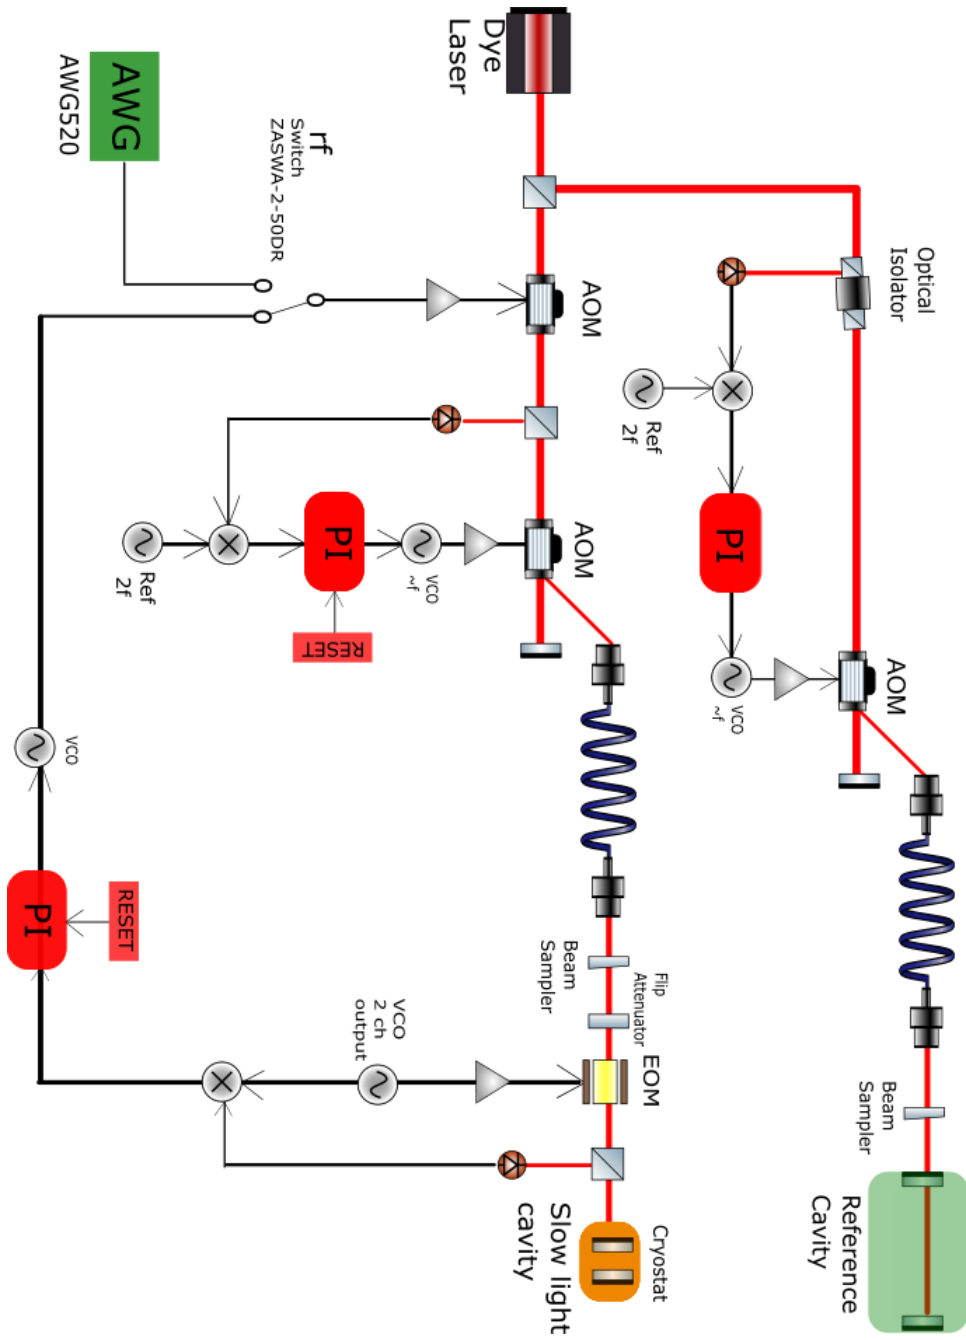 Dye
Laser
AWG
AWG520
rf
Switch
ZASWA-2-50DR
AOM
Optical
Isolator
Ref
2f
PI
VCO
~f
AOM
Ref
2f
PI
RESET
VCO
~f
AOM
VCO
PI
RESET
VCO
2 ch
output
Beam
Sampler
Flip
Attenuator
EOM
Slow light
cavity
Cryostat
Beam
Sampler
Reference
Cavity